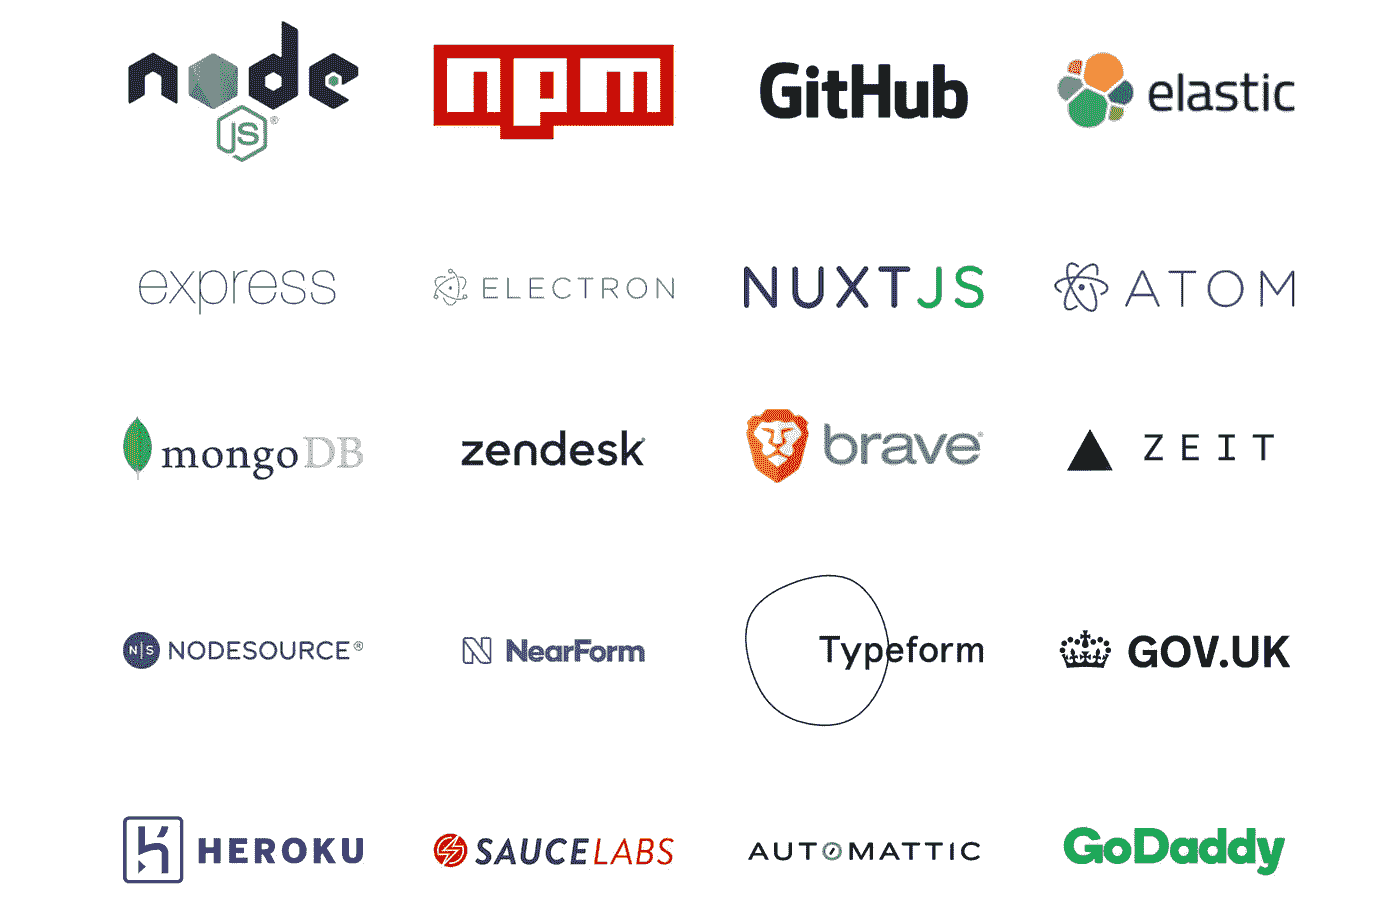 node
JS®
npm
GitHub
elastic
express
ELECTRON
NUXTJS
ATOM
mongoDB
zendesk
brave
ZEIT
N|S NODESOURCE®
N NearForm
Typeform
GOV.UK
HEROKU
SAUCELABS
AUTOMATTIC
GoDaddy